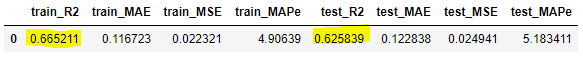 train_R2 train_MAE train_MSE train_MAPe test_R2 test_MAE test_MSE test_MAPe
0 0.665211 0.116723 0.022321 4.90639 0.625839 0.122838 0.024941 5.183411